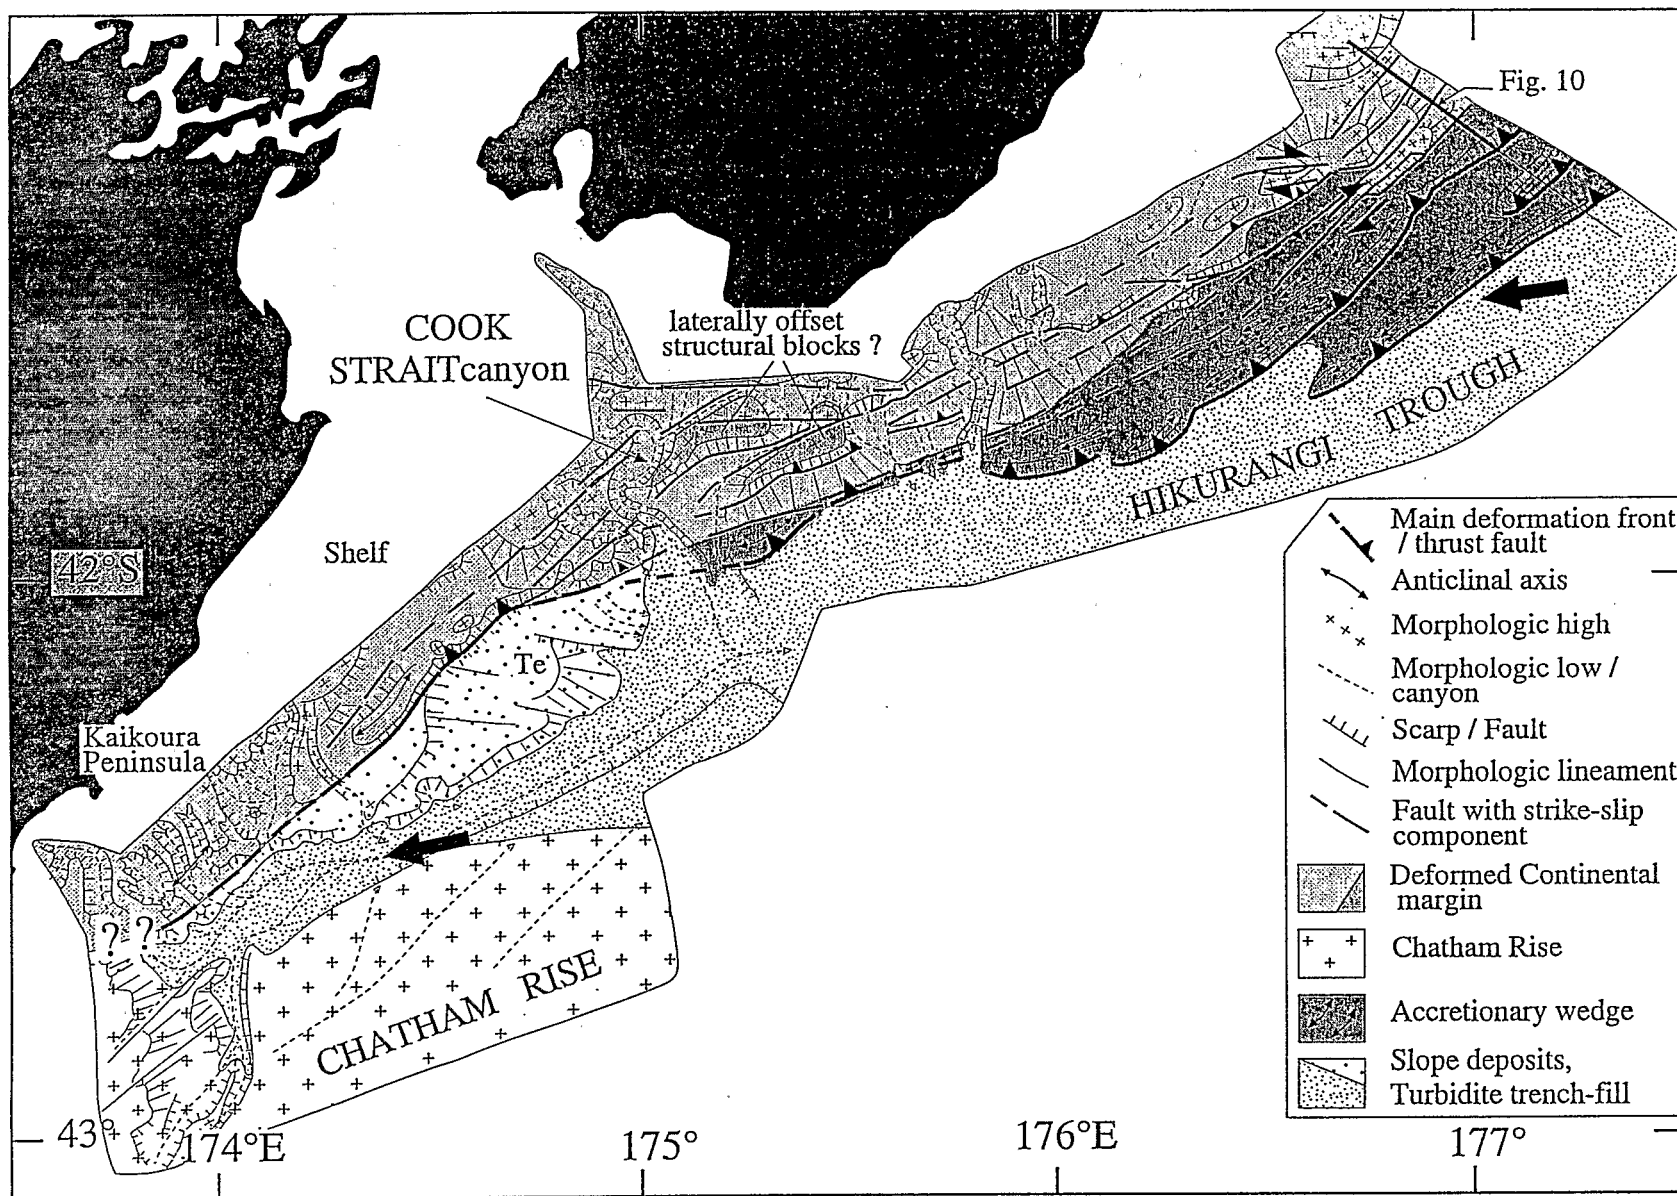 Fig. 10
COOK
STRAITcanyon
laterally offset
structural blocks ?
HIKURANGI TROUGH
Shelf
42°S
Te
Kaikoura
Peninsula
? ?
CHATHAM RISE
43°
174°E
175°
176°E
177°
Main deformation front
/ thrust fault
Anticlinal axis
Morphologic high
Morphologic low /
canyon
Scarp / Fault
Morphologic lineament
Fault with strike-slip
component
Deformed Continental
margin
Chatham Rise
Accretionary wedge
Slope deposits,
Turbidite trench-fill